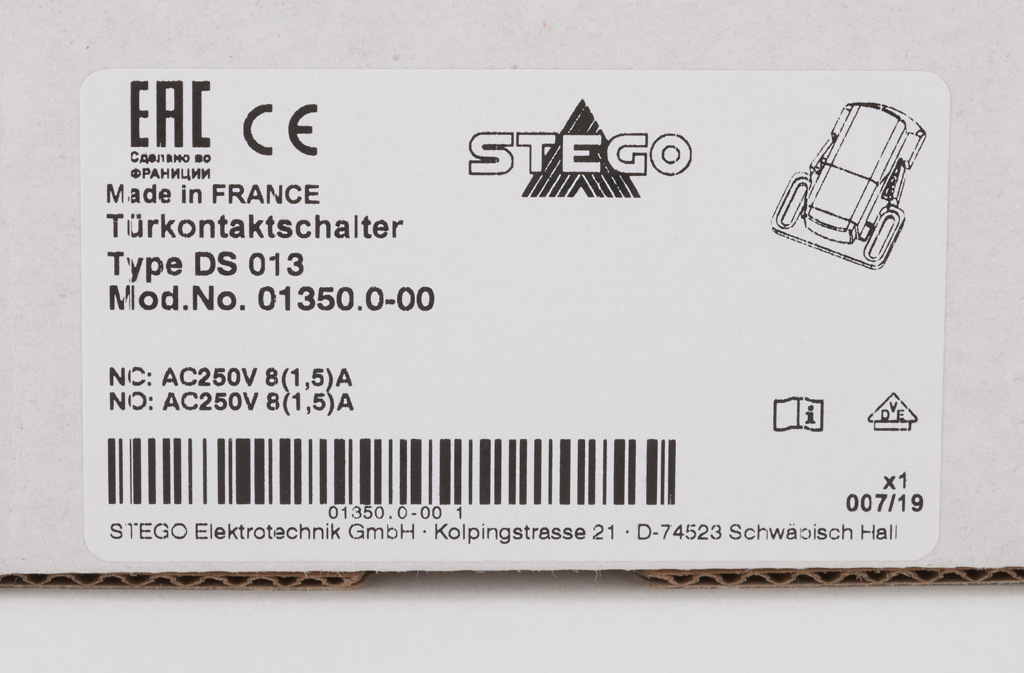 EAC CE
Сделано во
ФРАНЦИИ
Made in FRANCE
Türkontaktschalter
Type DS 013
Mod.No. 01350.0-00
STEGO
NC: AC250V 8(1,5)A
NO: AC250V 8(1,5)A
i
VDE
x1
007/19
01350.0-00 1
STEGO Elektrotechnik GmbH · Kolpingstrasse 21 · D-74523 Schwäbisch Hall